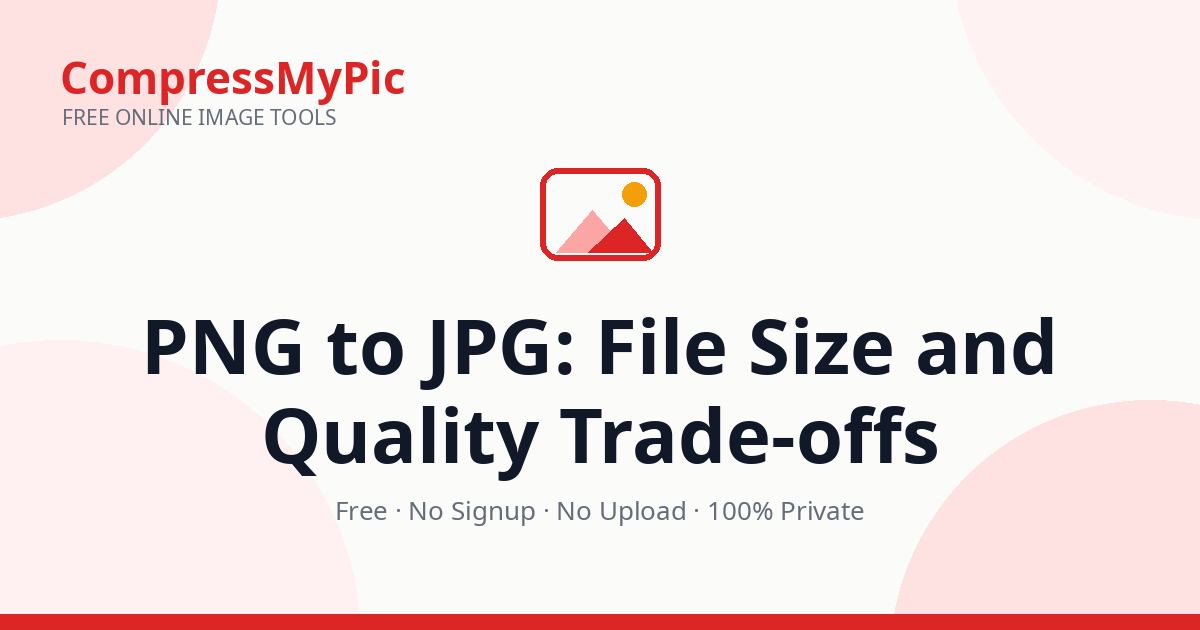 CompressMyPic
FREE ONLINE IMAGE TOOLS
PNG to JPG: File Size and
Quality Trade-offs
Free · No Signup · No Upload · 100% Private